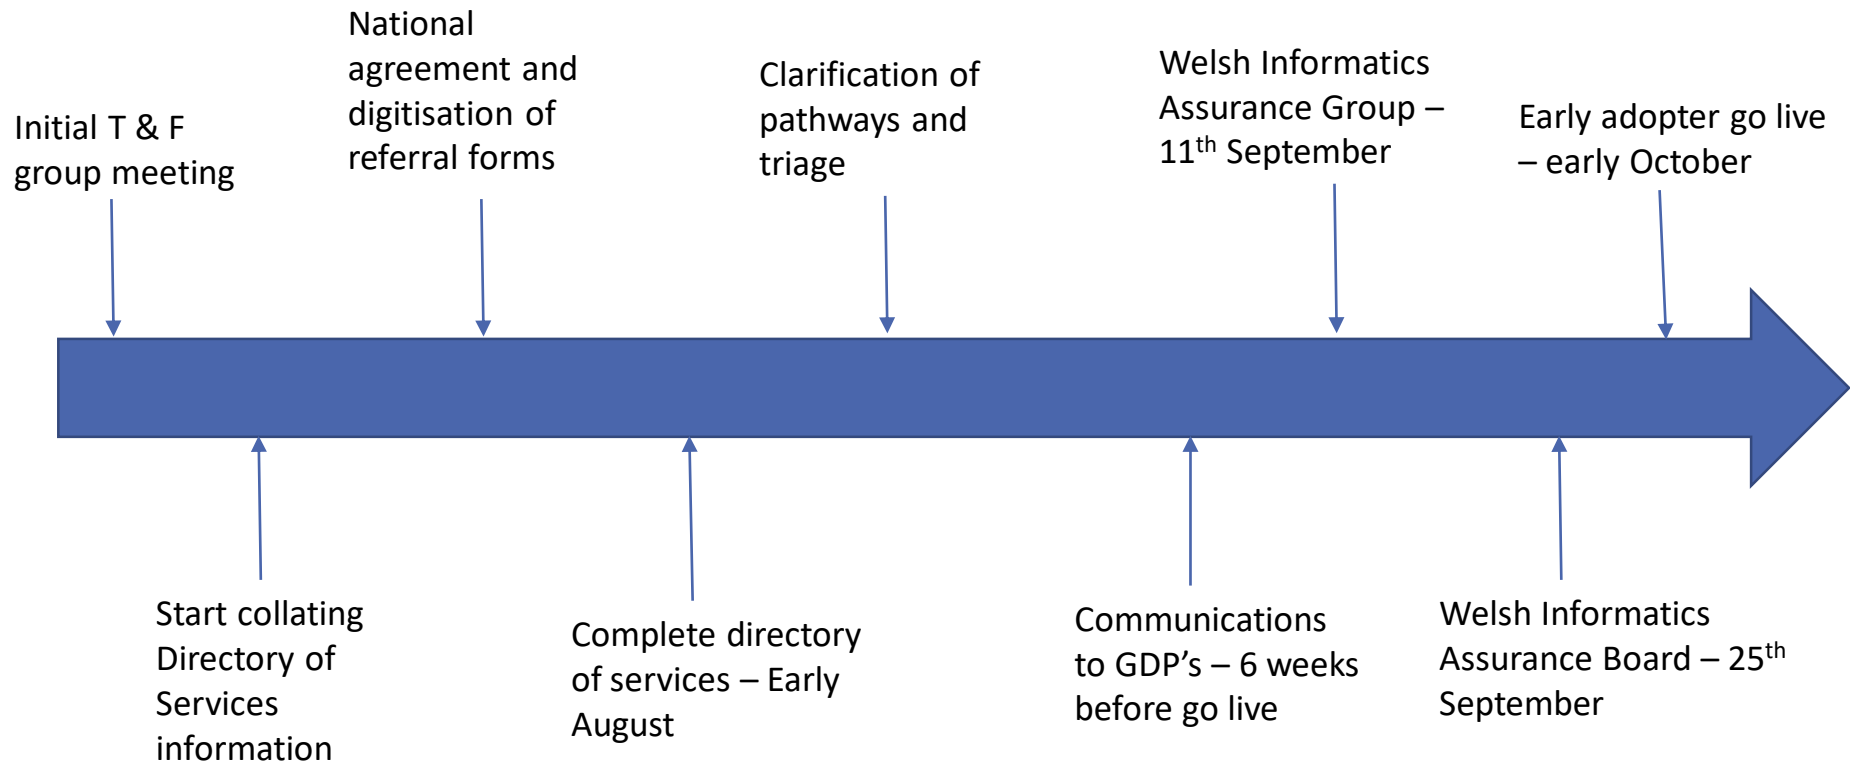 Initial T & F
group meeting
National
agreement and
digitisation of
referral forms
Clarification of
pathways and
triage
Welsh Informatics
Assurance Group –
11th September
Early adopter go live
– early October
Start collating
Directory of
Services
information
Complete directory
of services – Early
August
Communications
to GDP’s – 6 weeks
before go live
Welsh Informatics
Assurance Board – 25th
September